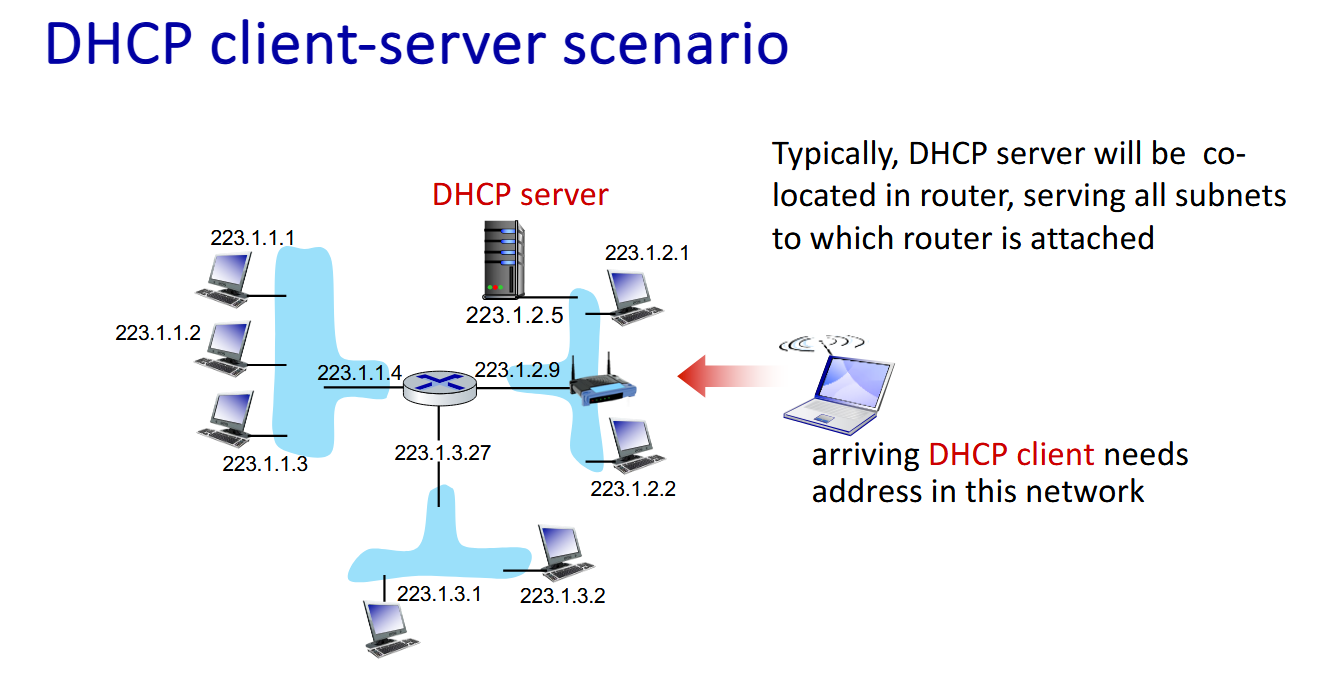 DHCP client-server scenario
Typically, DHCP server will be co-
located in router, serving all subnets
to which router is attached
DHCP server
223.1.1.1
223.1.2.1
223.1.2.5
223.1.1.2
223.1.1.4
223.1.2.9
223.1.3.27
223.1.1.3
223.1.2.2
arriving DHCP client needs
address in this network
223.1.3.1
223.1.3.2